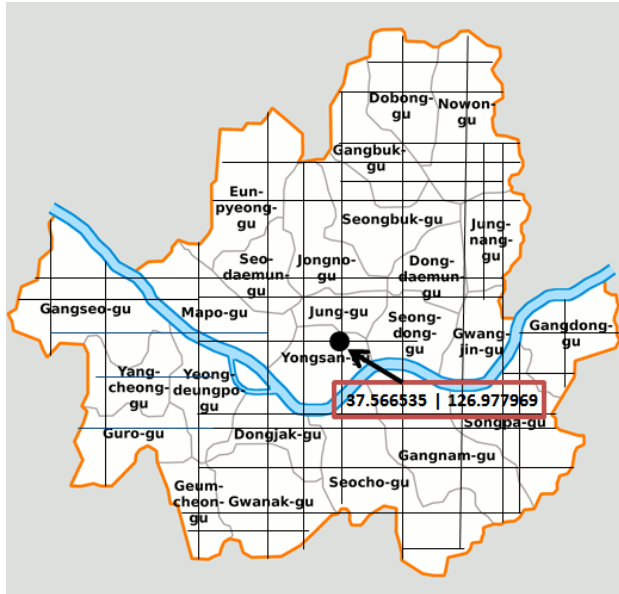 Dobong-
gu
Nowon-
gu
Gangbuk-
gu
Eun-
pyeong-
gu
Seongbuk-gu
Jung-
nang-
gu
Seo-
daemun-
gu
Jongno-
gu
Dong-
daemun-
gu
Gangseo-gu
Mapo-gu
Jung-gu
Seong-
dong-
gu
Gwang-
jin-gu
Gangdong-
gu
Yongsan-
Yang-
cheong-
gu
Yeong-
deungpo-
gu
37.566535 | 126.977969
Songpa-gu
Guro-gu
Dongjak-gu
Gangnam-gu
Seocho-gu
Geum-
cheon-
gu
Gwanak-gu